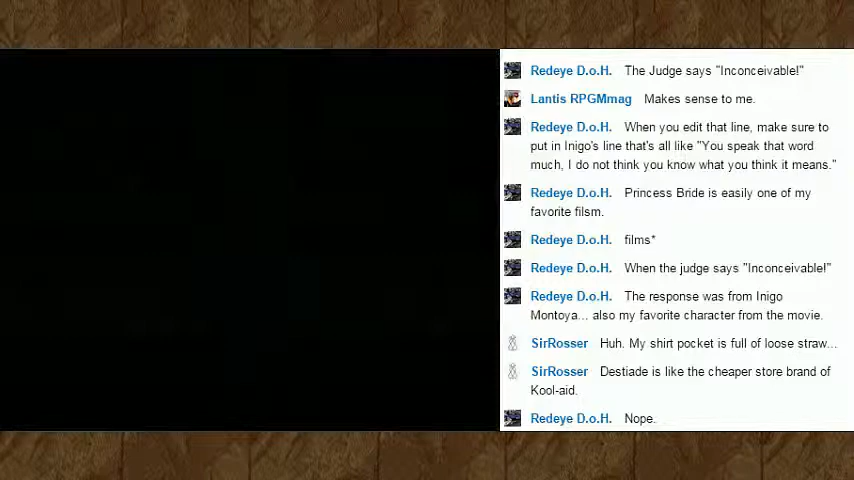 Redeye D.o.H. The Judge says "Inconceivable!"
Lantis RPGMmag Makes sense to me.
Redeye D.o.H. When you edit that line, make sure to
put in Inigo's line that's all like "You speak that word
much, I do not think you know what you think it means."
Redeye D.o.H. Princess Bride is easily one of my
favorite filsm.
Redeye D.o.H. films*
Redeye D.o.H. When the judge says "Inconceivable!"
Redeye D.o.H. The response was from Inigo
Montoya... also my favorite character from the movie.
SirRosser Huh. My shirt pocket is full of loose straw...
SirRosser Destiade is like the cheaper store brand of
Kool-aid.
Redeye D.o.H. Nope.